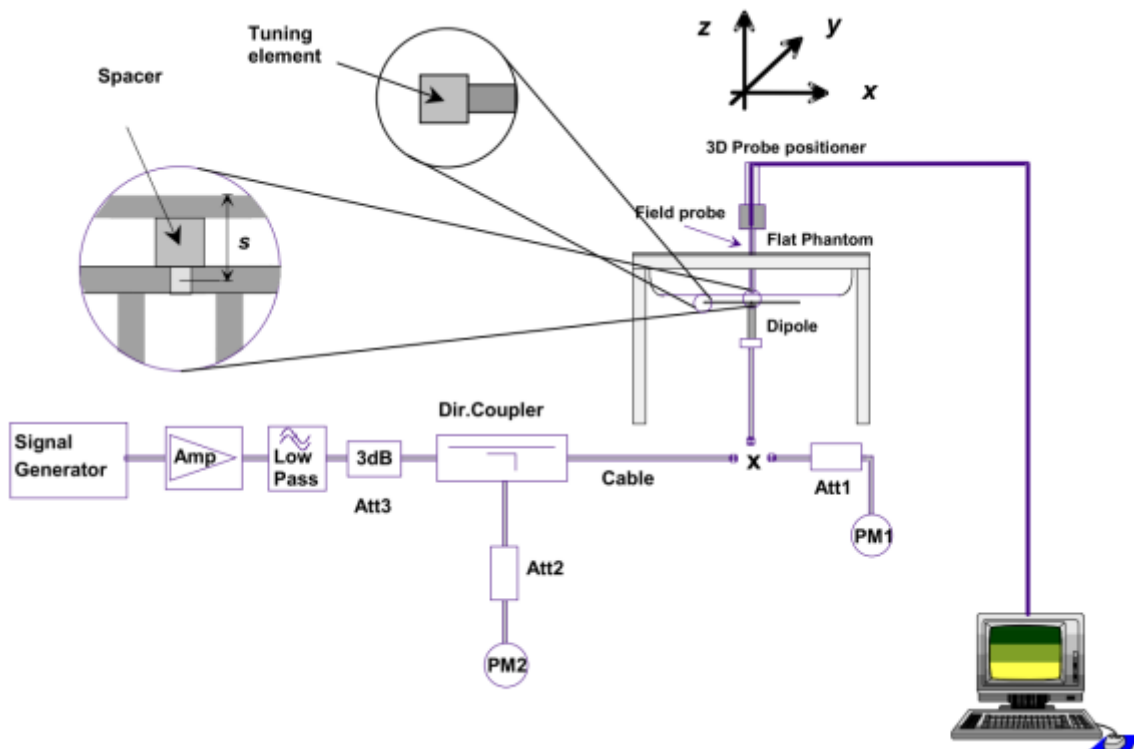 Tuning
element
Spacer
z
y
x
3D Probe positioner
Field probe
Flat Phantom
s
Dipole
Dir.Coupler
Signal
Generator
Amp
Low
Pass
3dB
Att3
Cable
x
Att1
PM1
Att2
PM2